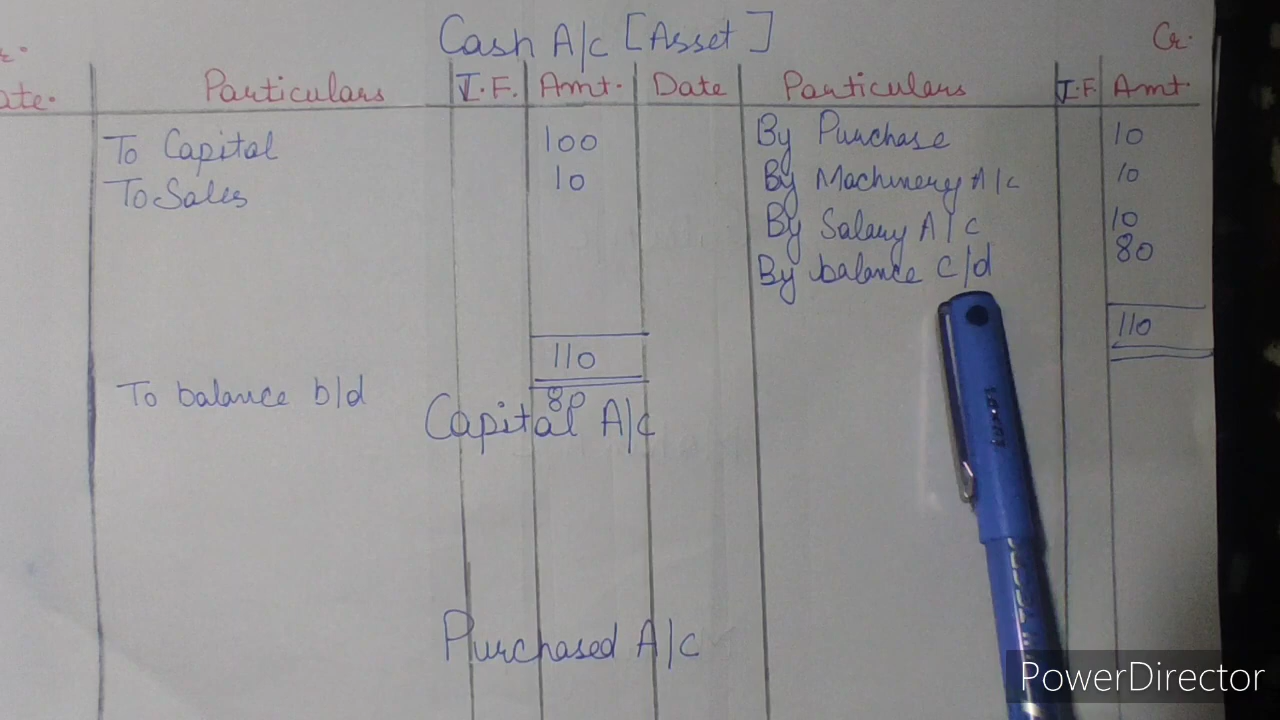 Cash A/c [Asset]
Cr.
Particulars J.F. Amt. Date Particulars J.F. Amt.
To Capital 100 By Purchase 10
To Sales 10 By Machinery A/c 10
By Salary A/c 10
By balance c/d 80
110 110
To balance b/d 80
Capital A/c
Purchased A/c
Luxor
PowerDirector